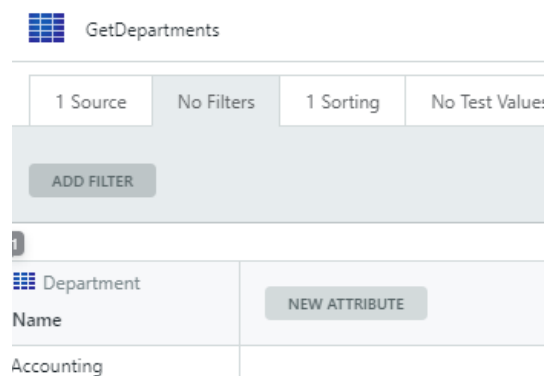 GetDepartments
1 Source No Filters 1 Sorting No Test Values
ADD FILTER
1
Department
NEW ATTRIBUTE
Name
Accounting